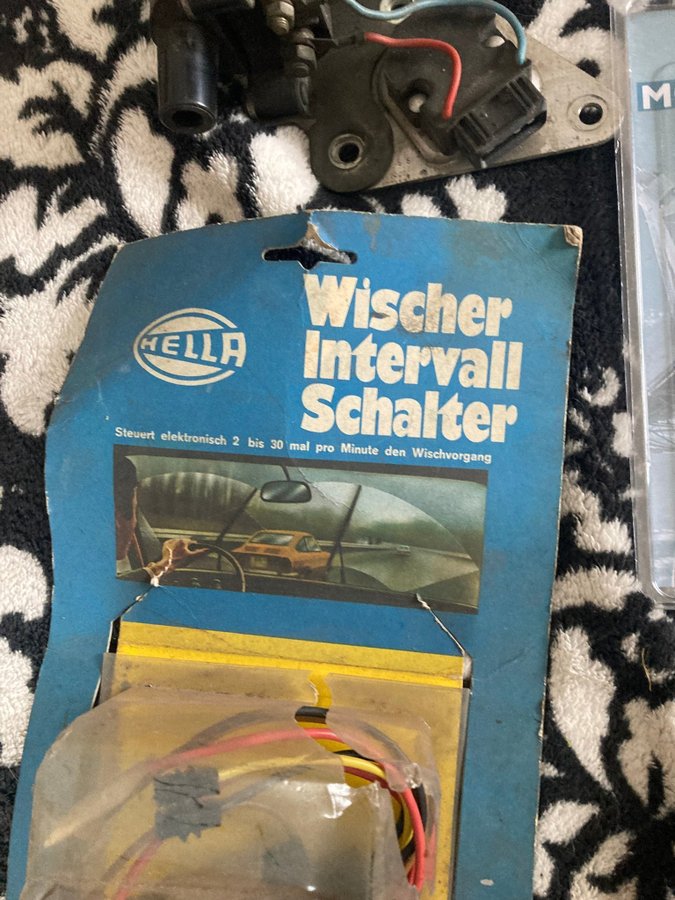 M
HELLA
Wischer
Intervall
Schalter
Steuert elektronisch 2 bis 30 mal pro Minute den Wischvorgang